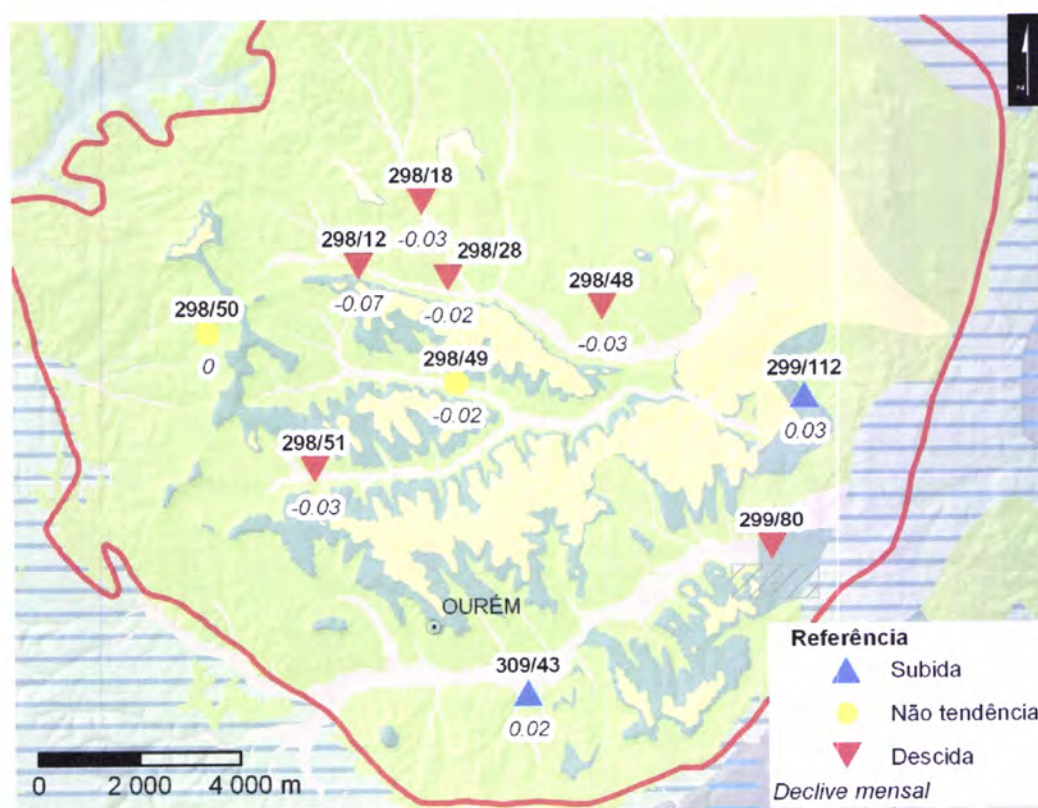 N
298/18
-0.03
298/12
-0.07
298/28
-0.02
298/48
-0.03
298/50
0
298/49
-0.02
299/112
0.03
298/51
-0.03
299/80
OURÉM
309/43
0.02
Referência
Subida
Não tendência
Descida
Declive mensal
0 2 000 4 000 m